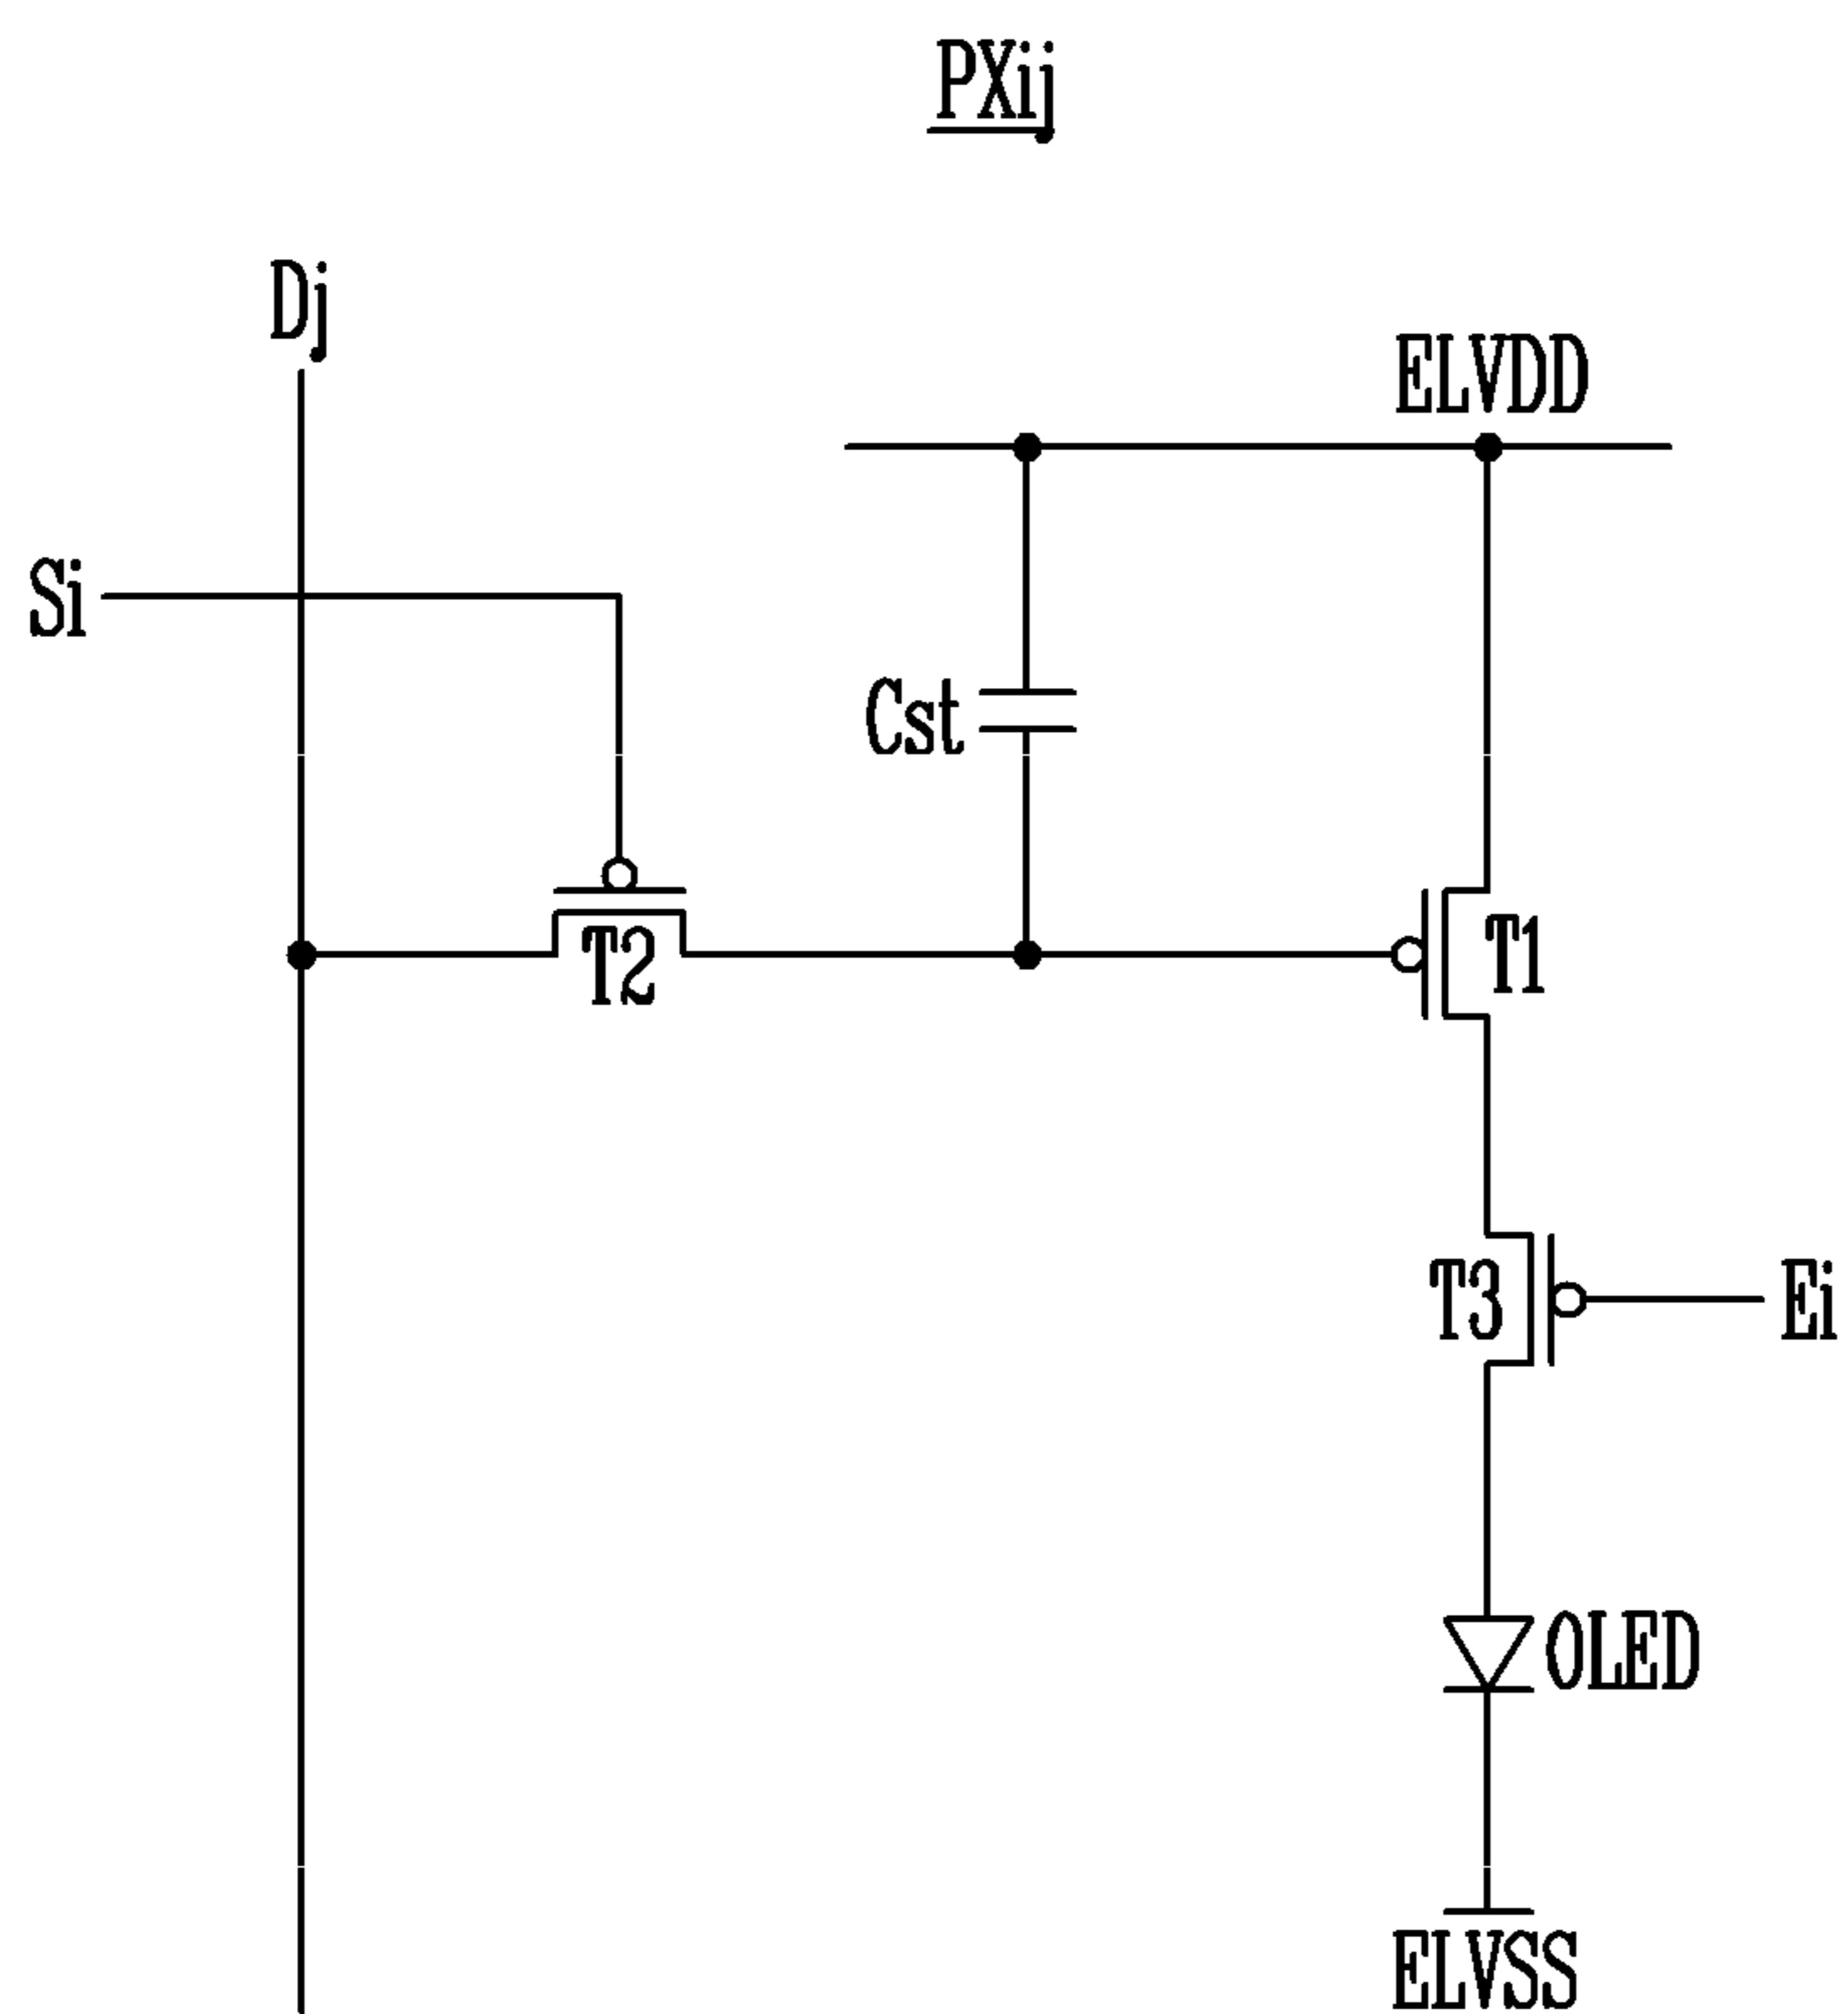 PXij
Dj
ELVDD
Si
Cst
T2
T1
T3
Ei
OLED
ELVSS